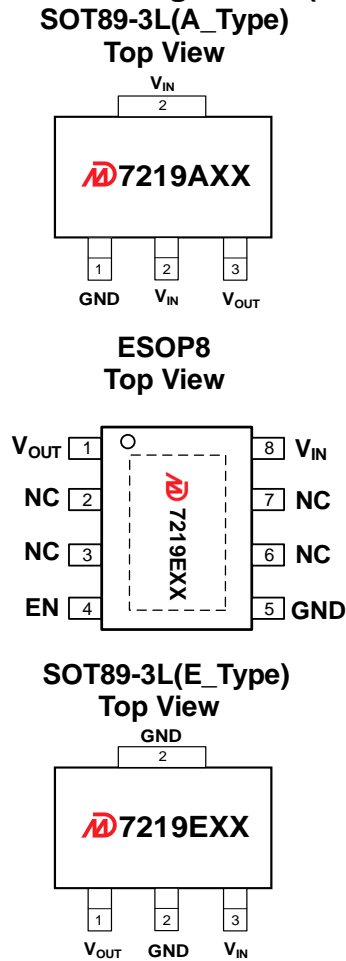 SOT89-3L(A_Type)
Top View
VIN
2
7219AXX
1 2 3
GND VIN VOUT
ESOP8
Top View
VOUT 1 8 VIN
NC 2 7 NC
NC 3 6 NC
EN 4 5 GND
7219EXX
SOT89-3L(E_Type)
Top View
GND
2
7219EXX
1 2 3
VOUT GND VIN